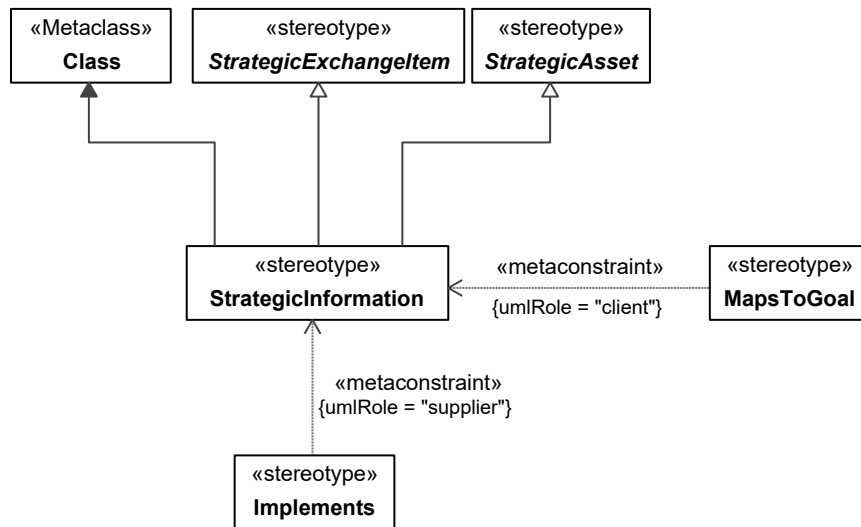 «Metaclass»
Class
«stereotype»
StrategicExchangeItem
«stereotype»
StrategicAsset
«stereotype»
StrategicInformation
«metaconstraint»
{umlRole = "client"}
«stereotype»
MapsToGoal
«metaconstraint»
{umlRole = "supplier"}
«stereotype»
Implements